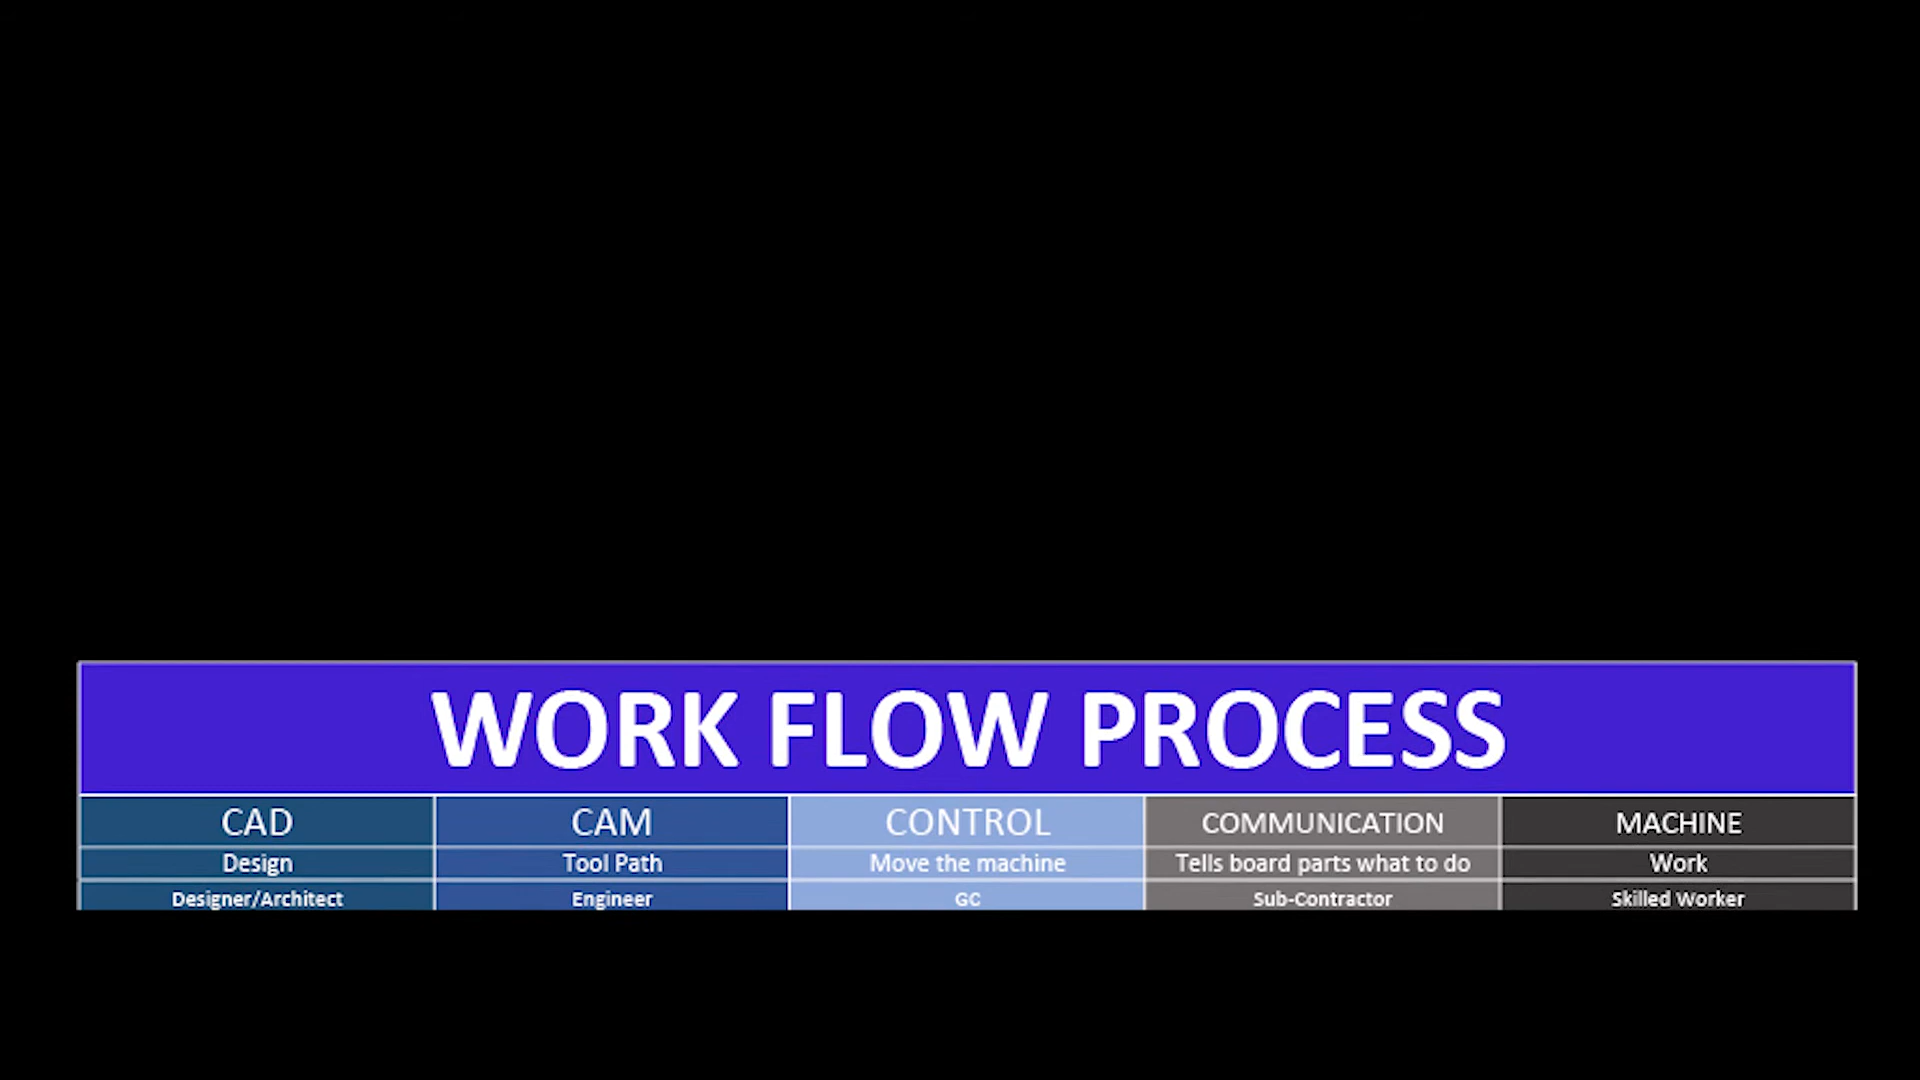 WORK FLOW PROCESS
CAD CAM CONTROL COMMUNICATION MACHINE
Design Tool Path Move the machine Tells board parts what to do Work
Designer/Architect Engineer GC Sub-Contractor Skilled Worker